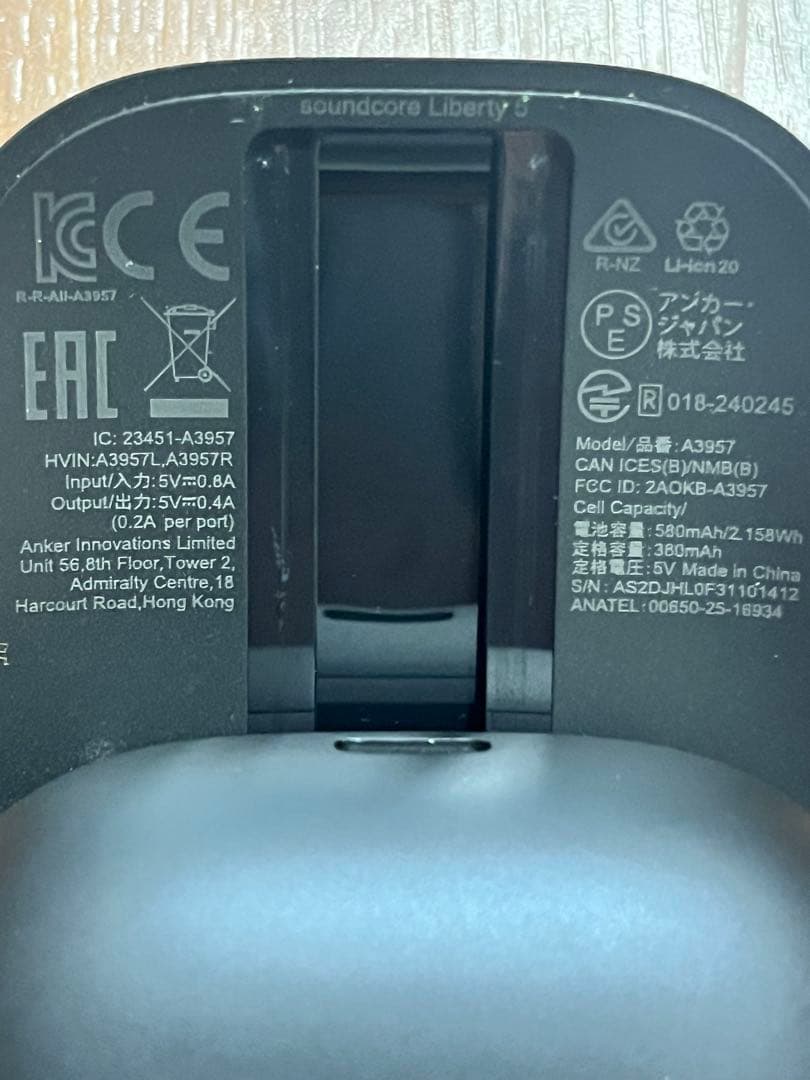 soundcore Liberty 5
R-R-All-A3957
CE
EAC
IC: 23451-A3957
HVIN:A3957L,A3957R
Input/入力:5V⎓0.8A
Output/出力:5V⎓0.4A
(0.2A per port)
Anker Innovations Limited
Unit 56,8th Floor,Tower 2,
Admiralty Centre,18
Harcourt Road,Hong Kong
R-NZ
Li-ion 20
PSE
アンカー・
ジャパン
株式会社
R 018-240245
Model/品番:A3957
CAN ICES(B)/NMB(B)
FCC ID: 2AOKB-A3957
Cell Capacity/
電池容量:580mAh/2.158Wh
定格容量:380mAh
定格電圧:5V Made in China
S/N: AS2DJHL0F31101412
ANATEL:00650-25-16934